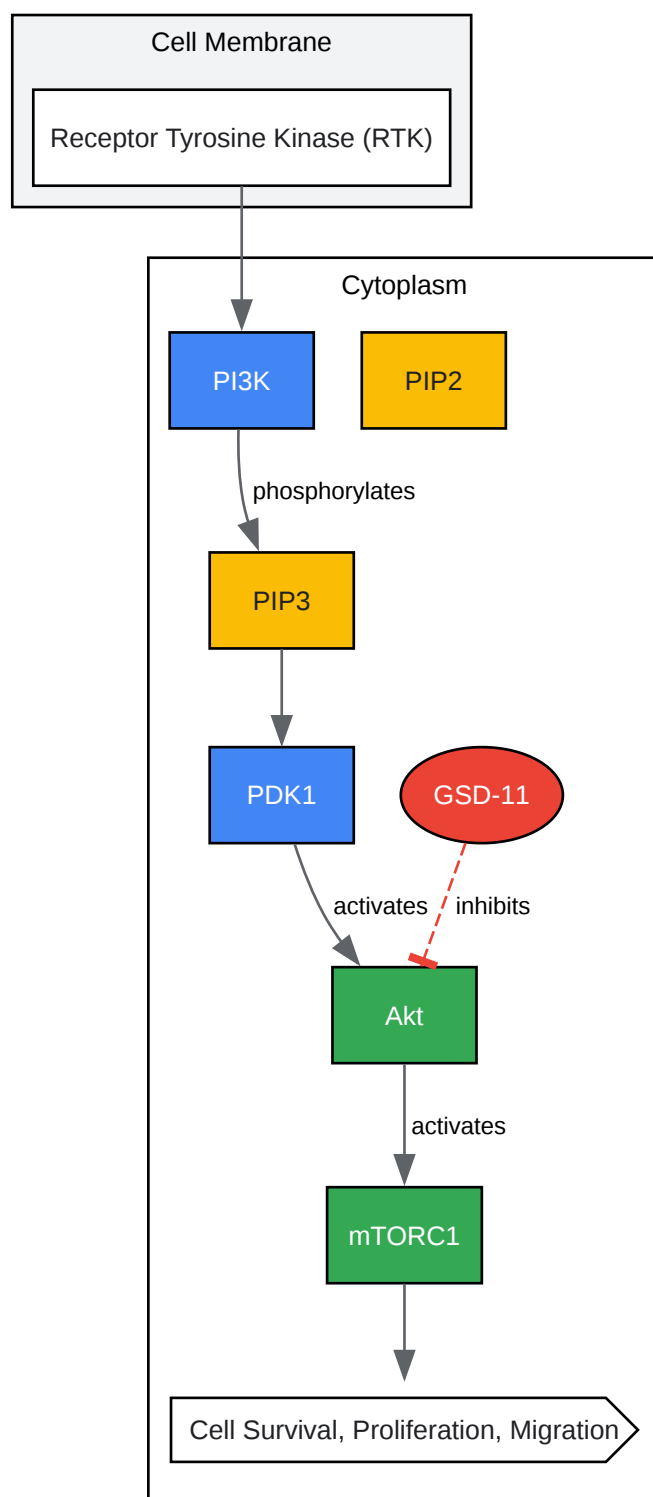 Cell Membrane
Receptor Tyrosine Kinase (RTK)
Cytoplasm
PI3K
PIP2
phosphorylates
PIP3
PDK1
GSD-11
activates
inhibits
Akt
activates
mTORC1
Cell Survival, Proliferation, Migration